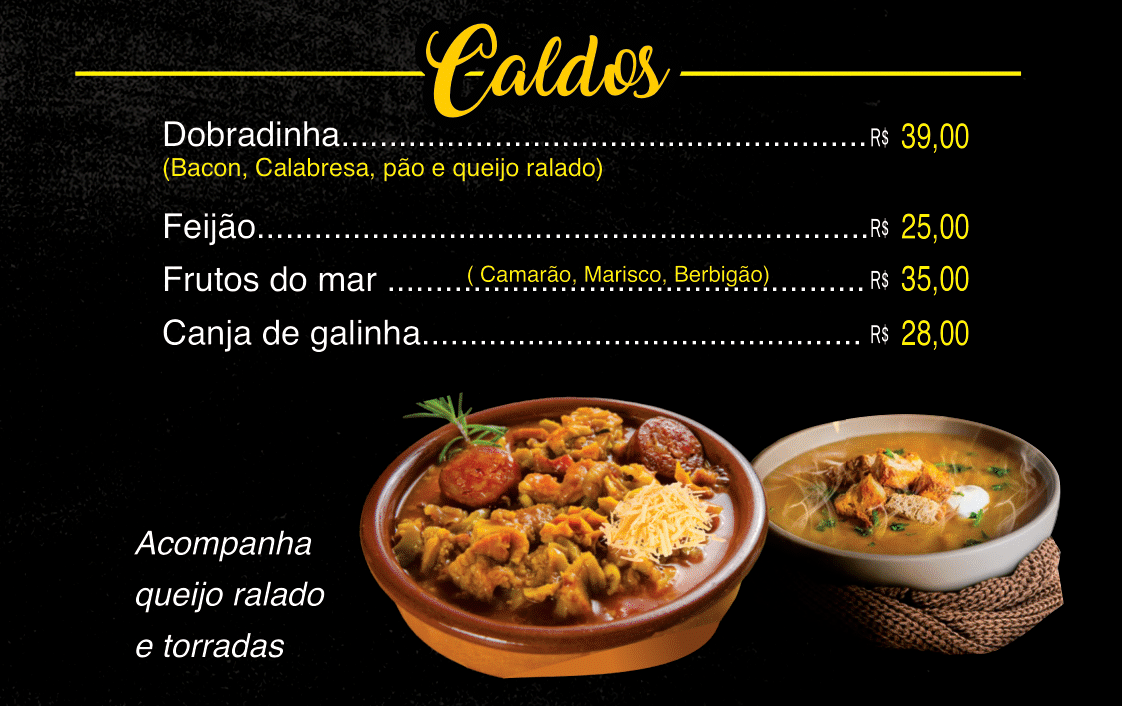 Caldos
Dobradinha......................................................R$ 39,00
(Bacon, Calabresa, pão e queijo ralado)
Feijão...............................................................R$ 25,00
Frutos do mar ................................................. R$ 35,00
( Camarão, Marisco, Berbigão)
Canja de galinha............................................. R$ 28,00
Acompanha
queijo ralado
e torradas